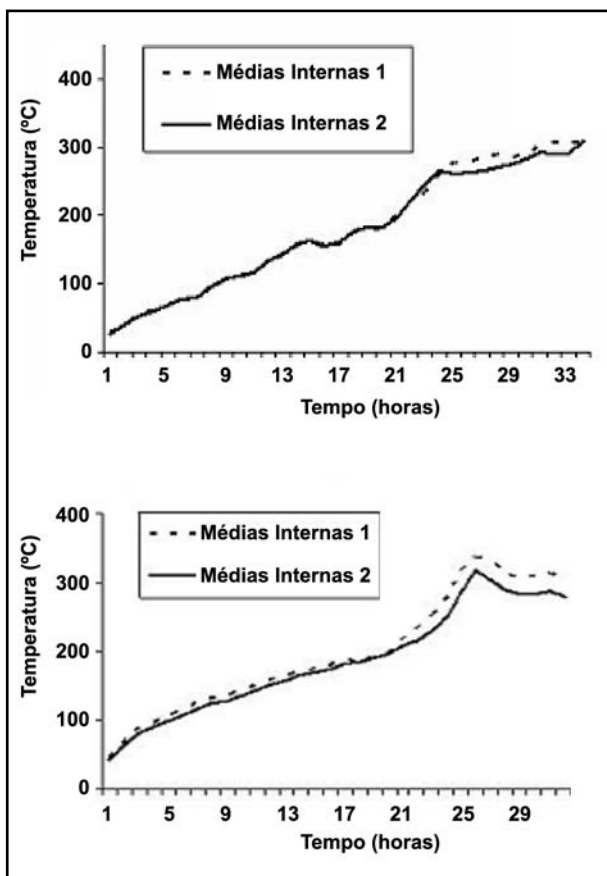 Temperatura (ºC)
400
300
200
100
0
Médias Internas 1
Médias Internas 2
1 5 9 13 17 21 25 29 33
Tempo (horas)
Temperatura (ºC)
400
300
200
100
0
Médias Internas 1
Médias Internas 2
1 5 9 13 17 21 25 29
Tempo (horas)